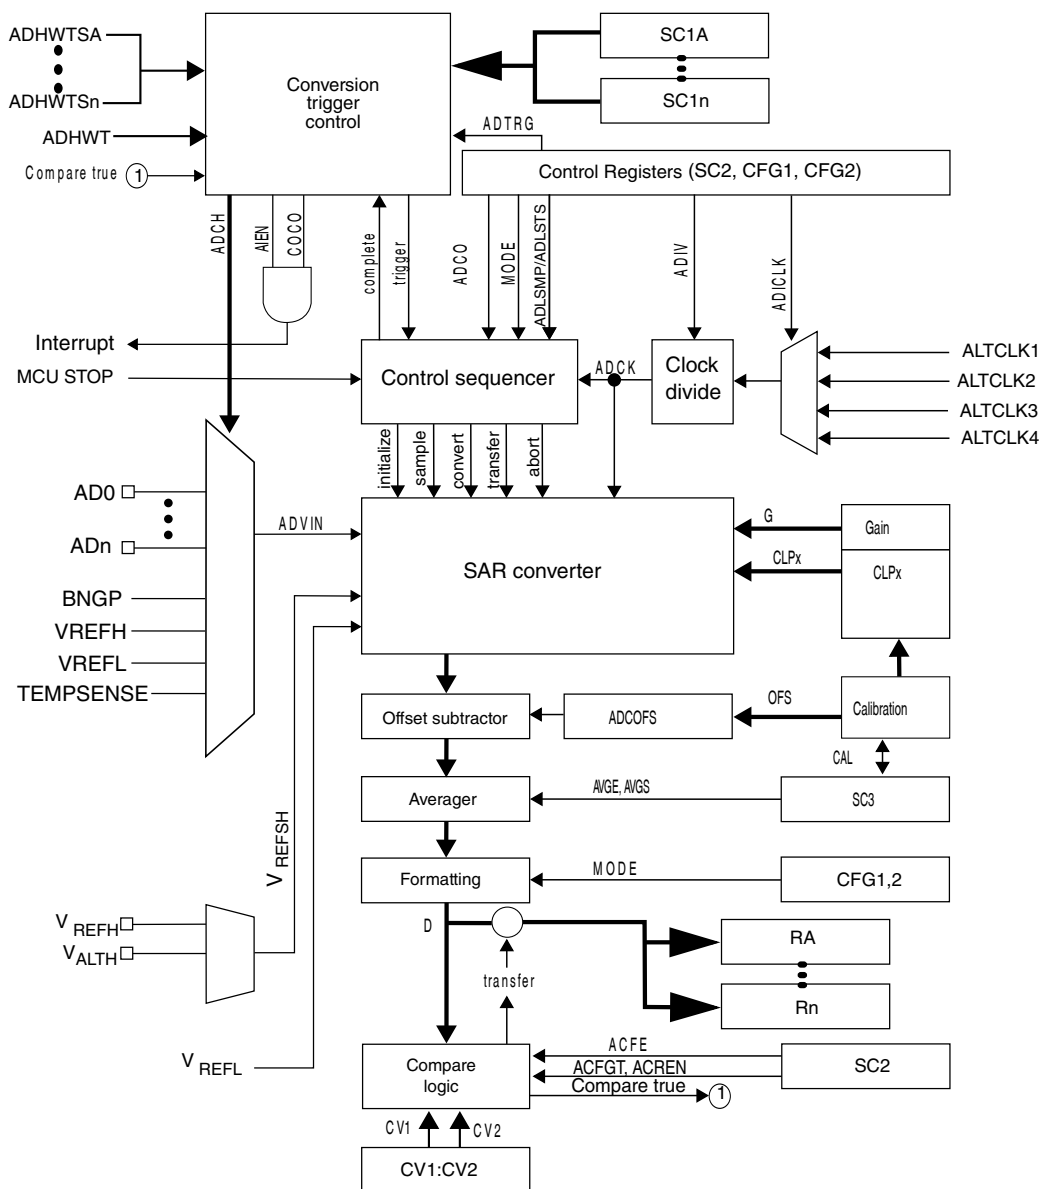 ADHWTSA
ADHWTSn
ADHWT
Compare true 1
Conversion
trigger
control
SC1A
SC1n
ADTRG
Control Registers (SC2, CFG1, CFG2)
ADCH
AIEN
COCO
complete
trigger
ADCO
MODE
ADLSMP/ADLSTS
ADIV
ADICLK
Interrupt
MCU STOP
Control sequencer
ADCK
Clock
divide
ALTCLK1
ALTCLK2
ALTCLK3
ALTCLK4
initialize
sample
convert
transfer
abort
AD0
ADn
BNGP
VREFH
VREFL
TEMPSENSE
ADVIN
SAR converter
G
CLPx
Gain
CLPx
Offset subtractor
ADCOFS
OFS
Calibration
CAL
Averager
AVGE, AVGS
SC3
Formatting
MODE
CFG1,2
V REFSH
V REFH
VALTH
V REFL
D
transfer
RA
Rn
Compare
logic
ACFE
ACFGT, ACREN
Compare true
1
SC2
CV1
CV2
CV1:CV2